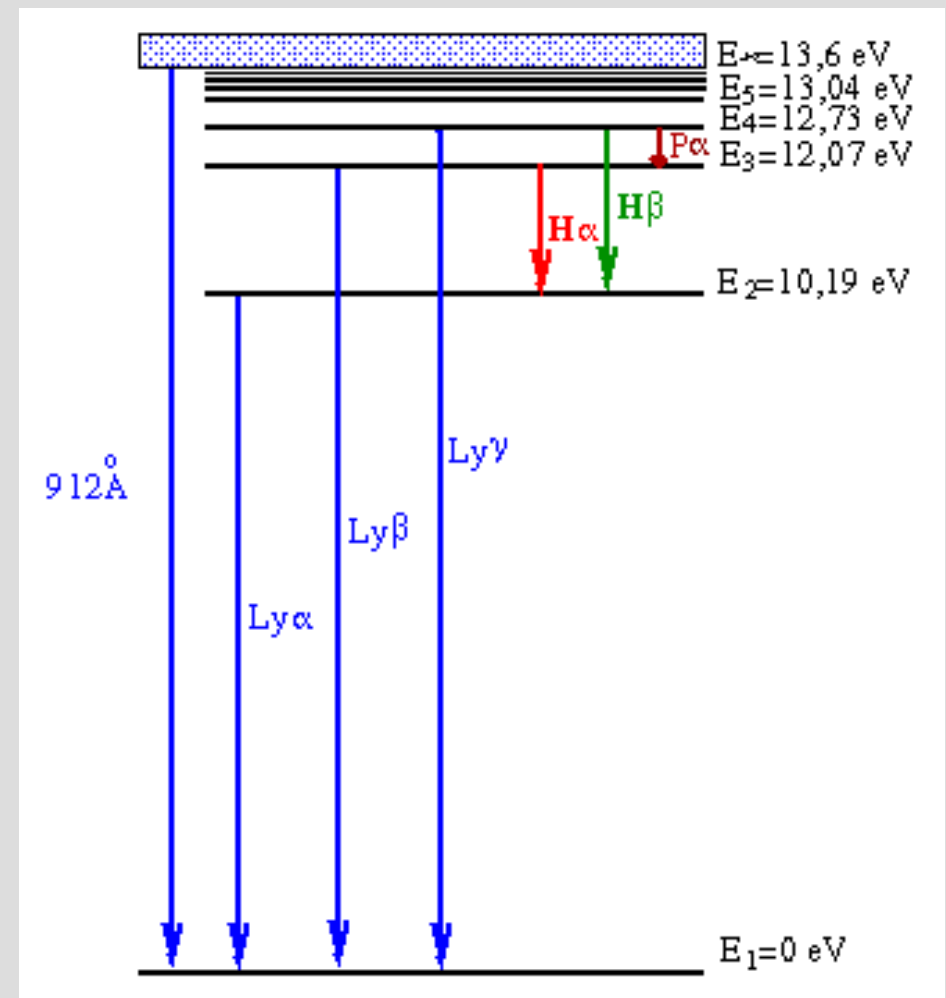 E∞=13,6 eV
E5=13,04 eV
E4=12,73 eV
Pα
E3=12,07 eV
Hβ
Hα
E2=10,19 eV
Lyγ
912Å
Lyβ
Lyα
E1=0 eV